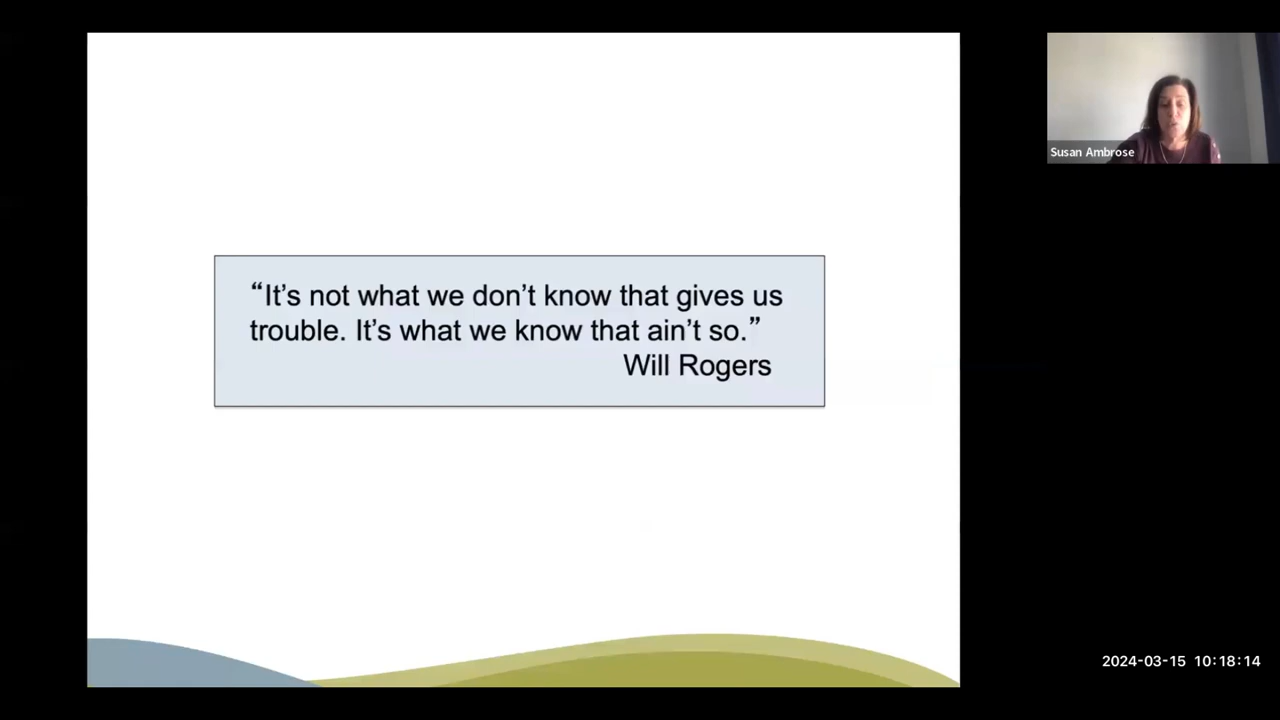 “It’s not what we don’t know that gives us
trouble. It’s what we know that ain’t so.”
Will Rogers
Susan Ambrose
2024-03-15 10:18:14